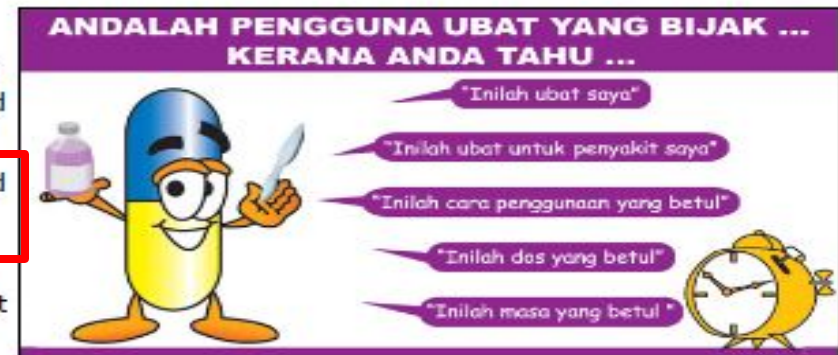 ANDALAH PENGGUNA UBAT YANG BIJAK ...
KERANA ANDA TAHU ...
"Inilah ubat saya"
"Inilah ubat untuk penyakit saya"
"Inilah cara penggunaan yang betul"
"Inilah dos yang betul"
"Inilah masa yang betul "